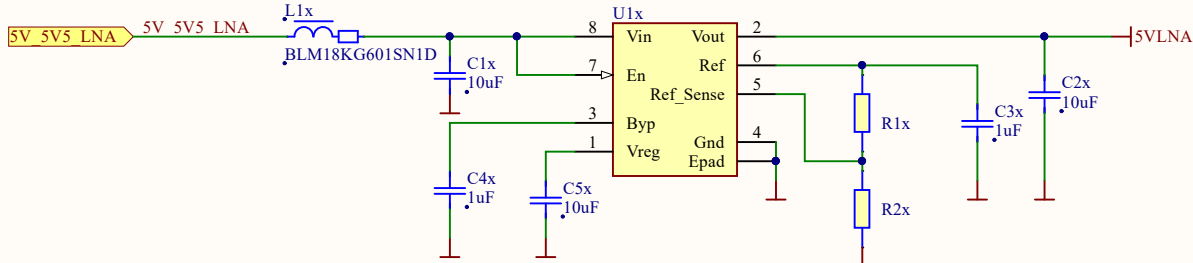 5V_5V5_LNA
5V_5V5_LNA
L1x
BLM18KG601SN1D
C1x
10uF
U1x
8
Vin
7
En
3
Byp
1
Vreg
Vout
2
Ref
6
Ref_Sense
5
Gnd
4
Epad
C4x
1uF
C5x
10uF
R1x
R2x
C3x
1uF
C2x
10uF
5VLNA